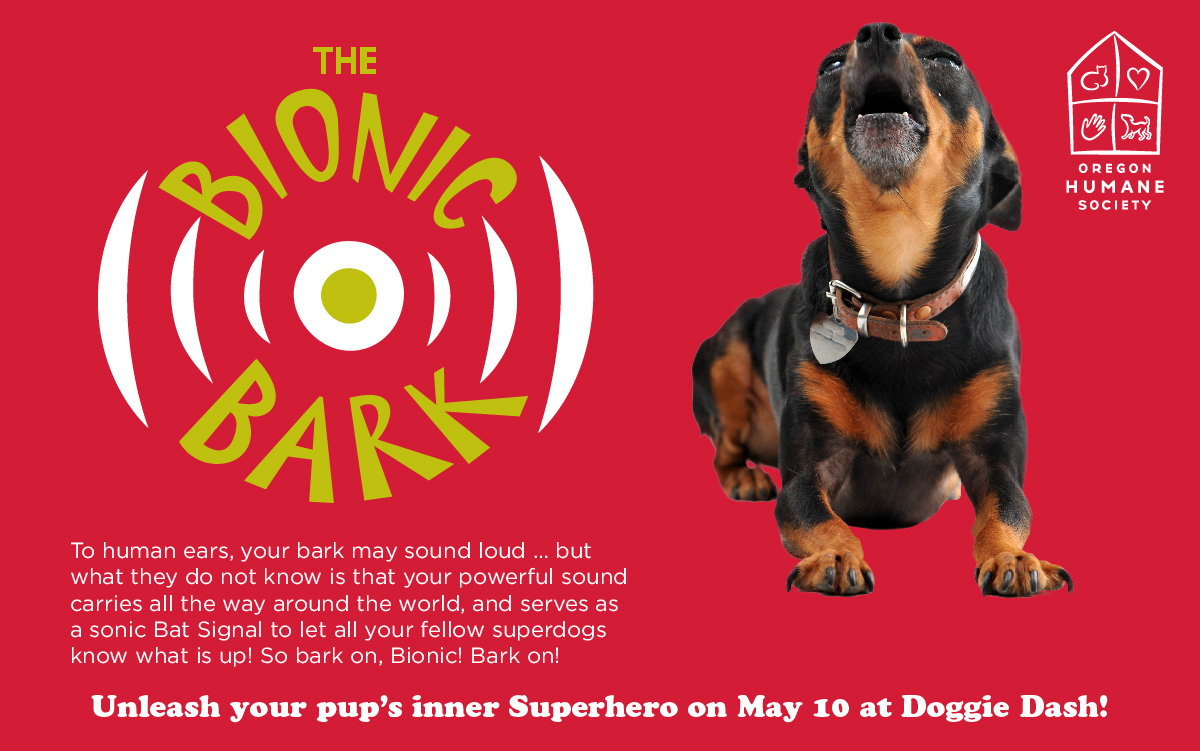 THE
BIONIC
BARK
OREGON
HUMANE
SOCIETY
To human ears, your bark may sound loud ... but
what they do not know is that your powerful sound
carries all the way around the world, and serves as
a sonic Bat Signal to let all your fellow superdogs
know what is up! So bark on, Bionic! Bark on!
Unleash your pup’s inner Superhero on May 10 at Doggie Dash!